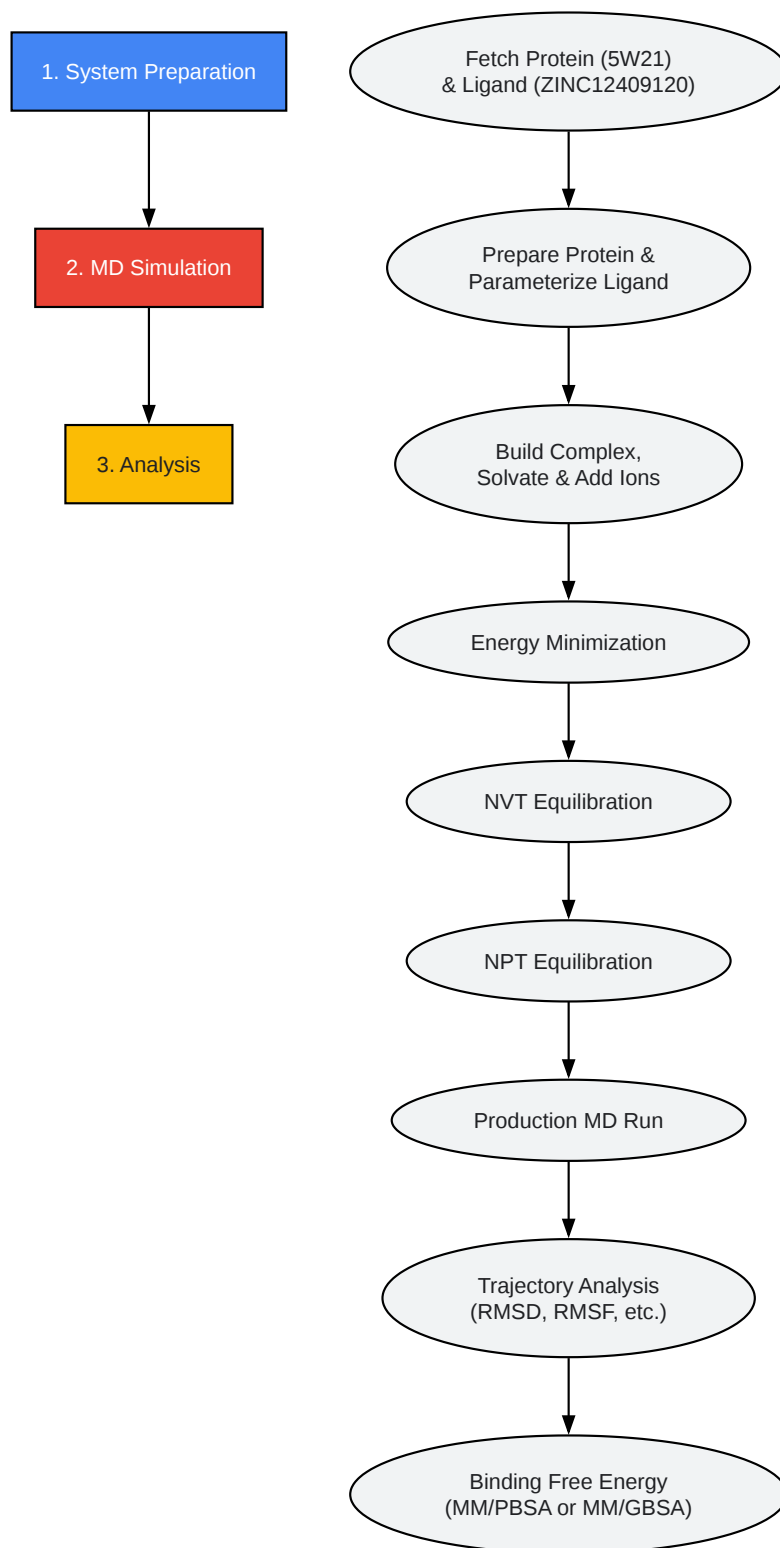 1. System Preparation
2. MD Simulation
3. Analysis
Fetch Protein (5W21)
& Ligand (ZINC12409120)
Prepare Protein &
Parameterize Ligand
Build Complex,
Solvate & Add Ions
Energy Minimization
NVT Equilibration
NPT Equilibration
Production MD Run
Trajectory Analysis
(RMSD, RMSF, etc.)
Binding Free Energy
(MM/PBSA or MM/GBSA)